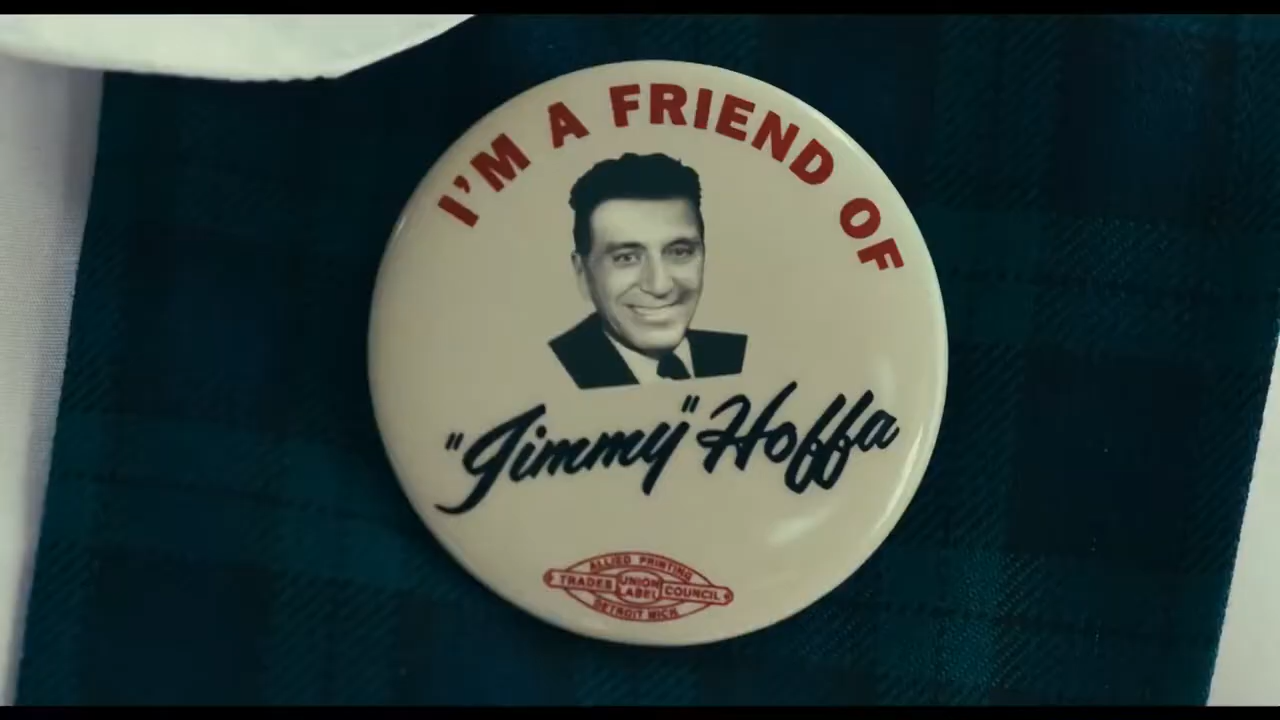 I'M A FRIEND OF
"Jimmy" Hoffa
ALLIED PRINTING
TRADES UNION LABEL COUNCIL
DETROIT MICH.